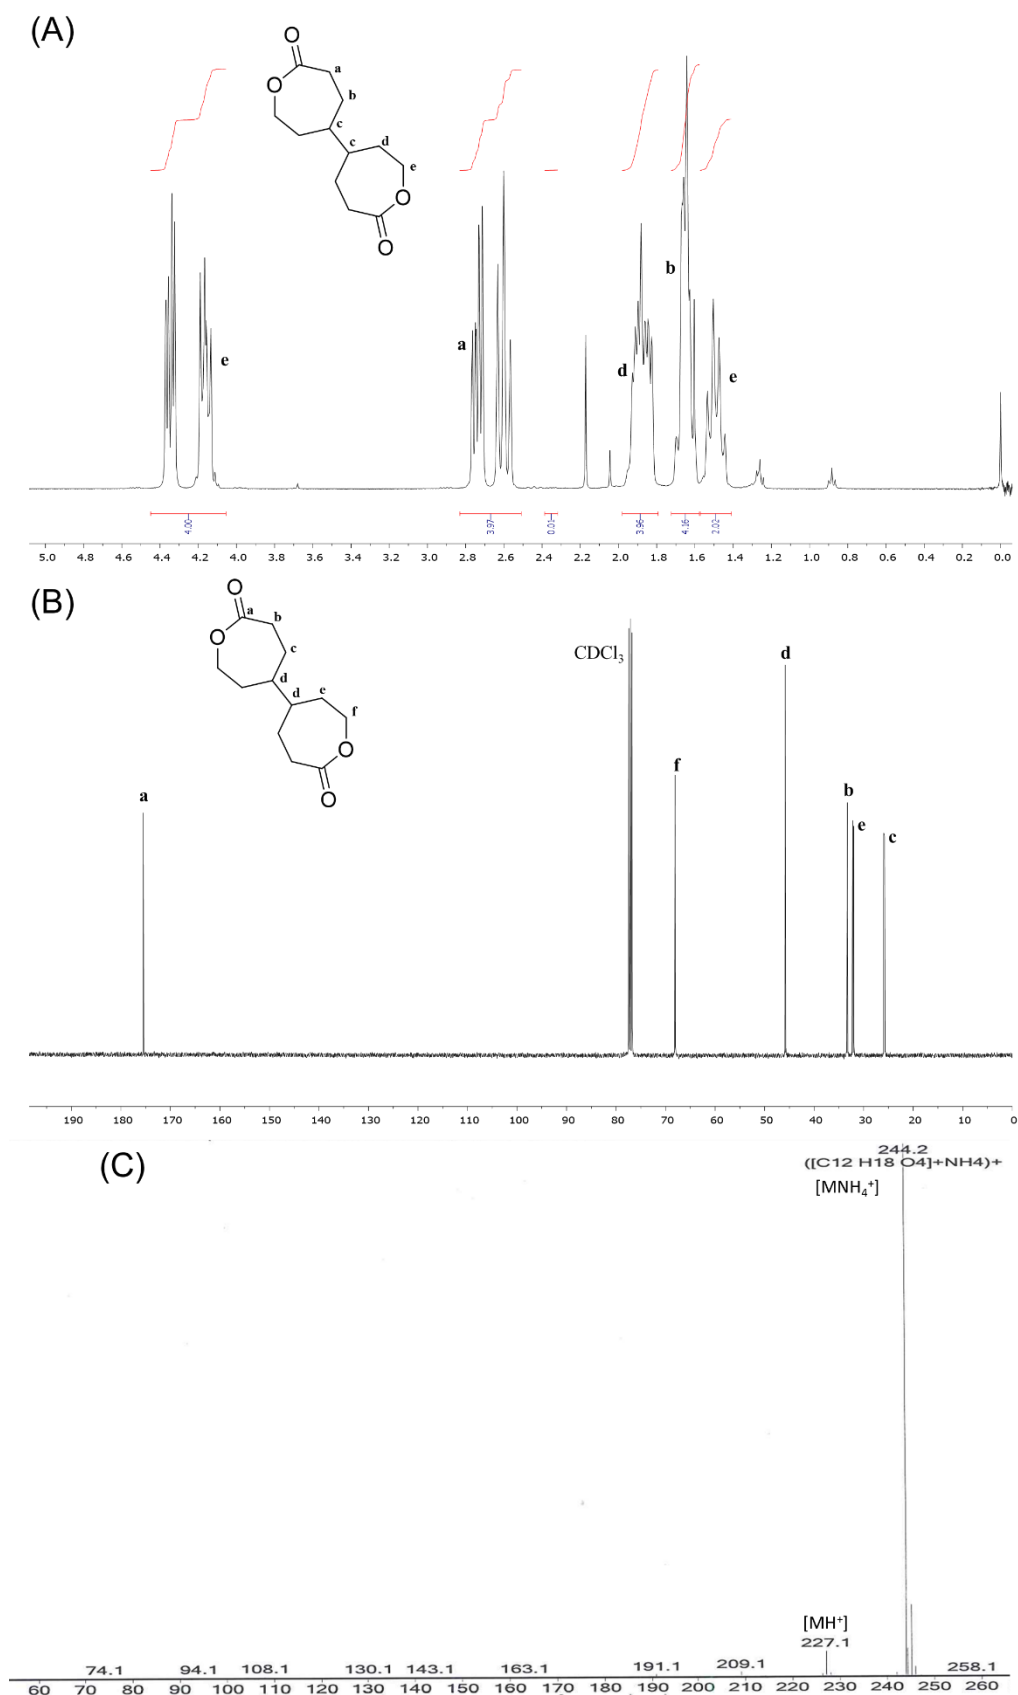 (A)
O
a
O
b
c
c
d
e
O
O
a
e
d
b
e
4.00
3.97
0.01
3.96
4.16
2.02
5.0 4.8 4.6 4.4 4.2 4.0 3.8 3.6 3.4 3.2 3.0 2.8 2.6 2.4 2.2 2.0 1.8 1.6 1.4 1.2 1.0 0.8 0.6 0.4 0.2 0.0
(B)
O
a
b
O
c
d
d
e
f
O
O
CDCl3
a
f
d
b
e
c
190 180 170 160 150 140 130 120 110 100 90 80 70 60 50 40 30 20 10 0
(C)
244.2
([C12 H18 O4]+NH4)+
[MNH4+]
[MH+]
227.1
74.1 94.1 108.1 130.1 143.1 163.1 191.1 209.1 258.1
60 70 80 90 100 110 120 130 140 150 160 170 180 190 200 210 220 230 240 250 260